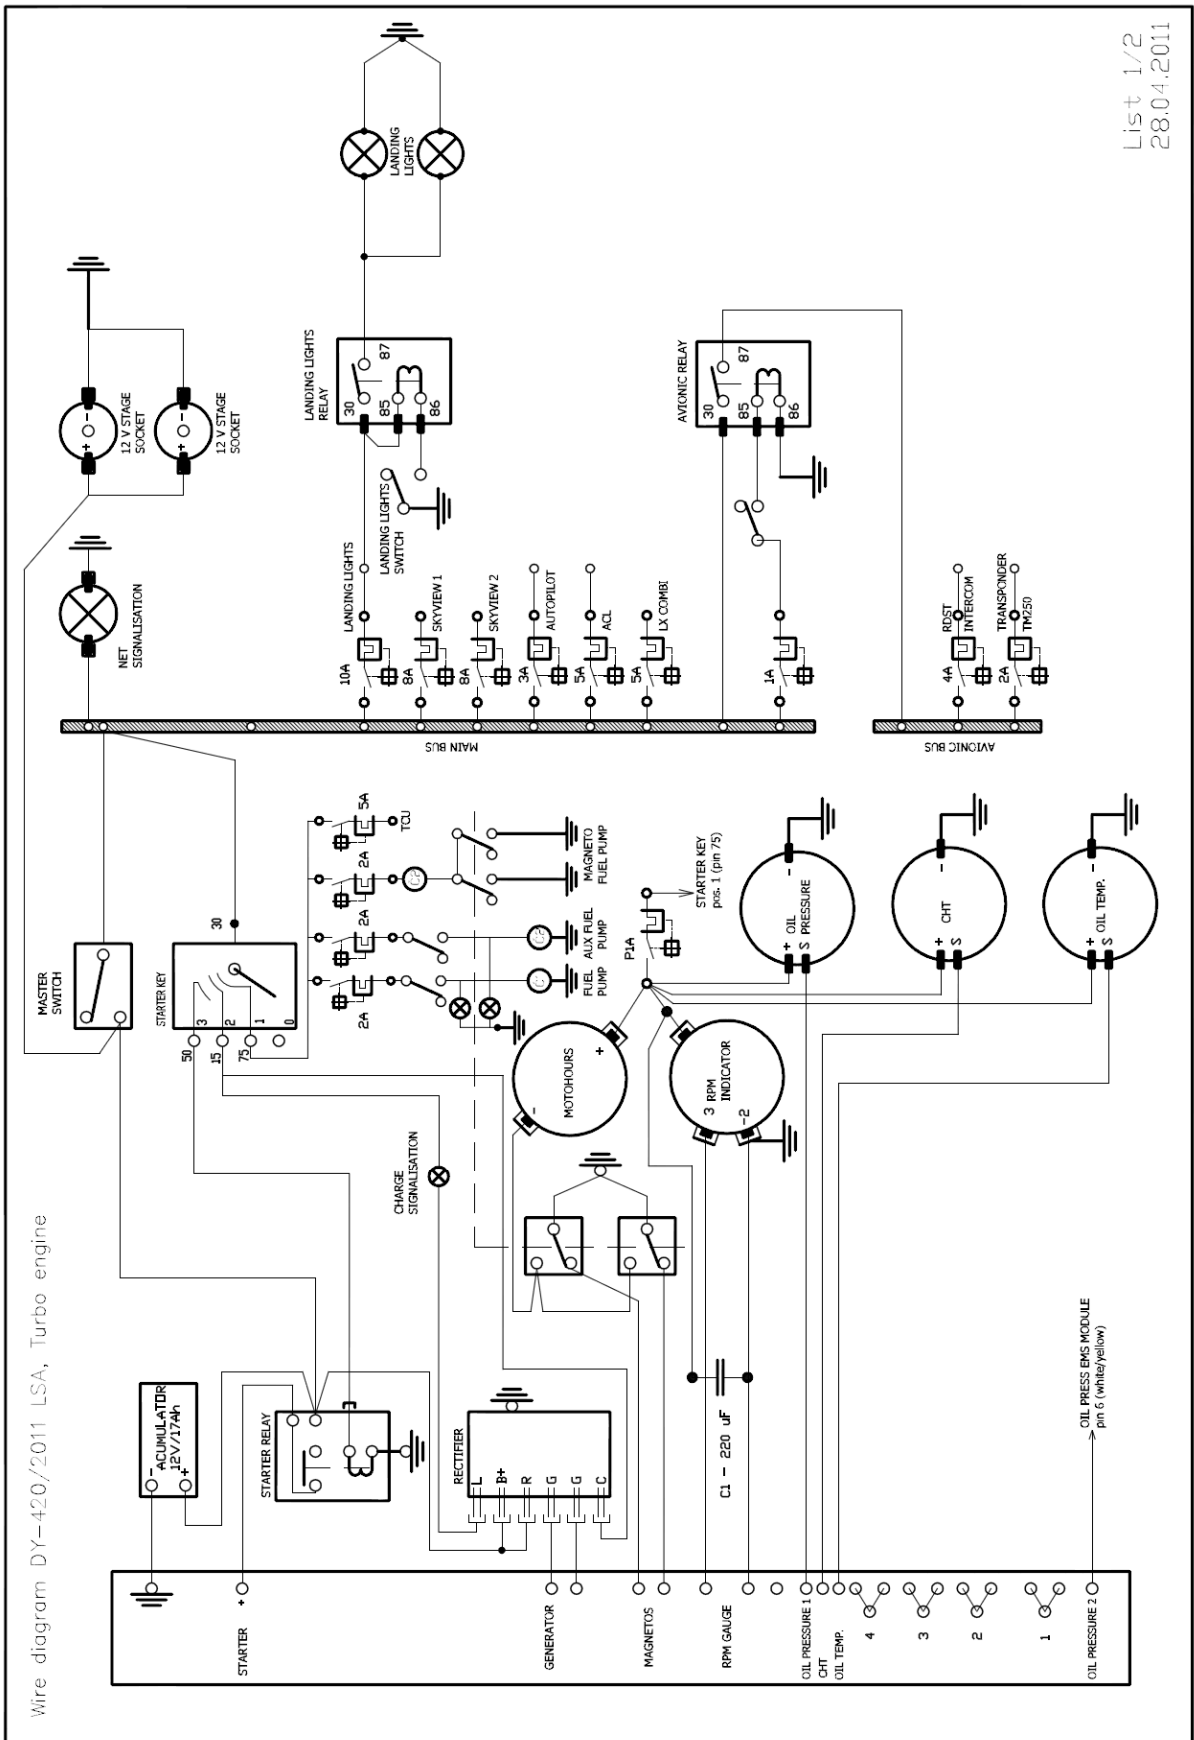 Wire diagram DY-420/2011 LSA, Turbo engine
List 1/2
28.04.2011
LANDING
LIGHTS
12 V STAGE
SOCKET
+
-
12 V STAGE
SOCKET
+
-
NET
SIGNALISATION
LANDING LIGHTS
RELAY
30
87
85
86
LANDING LIGHTS
SWITCH
AVIONIC RELAY
30
87
85
86
10A
LANDING LIGHTS
8A
SKYVIEW 1
8A
SKYVIEW 2
3A
AUTOPILOT
5A
ACL
5A
LX COMBI
1A
4A
RDST
INTERCOM
2A
TRANSPONDER
TM250
MAIN BUS
AVIONIC BUS
MASTER
SWITCH
STARTER KEY
30
50
3
15
2
75
1
0
5A
TCU
2A
2A
2A
MAGNETO
FUEL PUMP
AUX FUEL
PUMP
FUEL
PUMP
P1A
STARTER KEY
pos. 1 (pin 75)
+ OIL
S PRESSURE
-
+
S
CHT
-
+
S
OIL TEMP.
-
MOTOHOURS
+
-
3 RPM
INDICATOR
-2
CHARGE
SIGNALISATION
ACUMULATOR
12V/17Ah
-
+
STARTER RELAY
RECTIFIER
L
B+
R
G
G
C
C1 - 220 uF
OIL PRESS EMS MODULE
pin 6 (white/yellow)
STARTER
+
GENERATOR
MAGNETOS
RPM GAUGE
OIL PRESSURE 1
CHT
OIL TEMP.
4
3
2
1
OIL PRESSURE 2